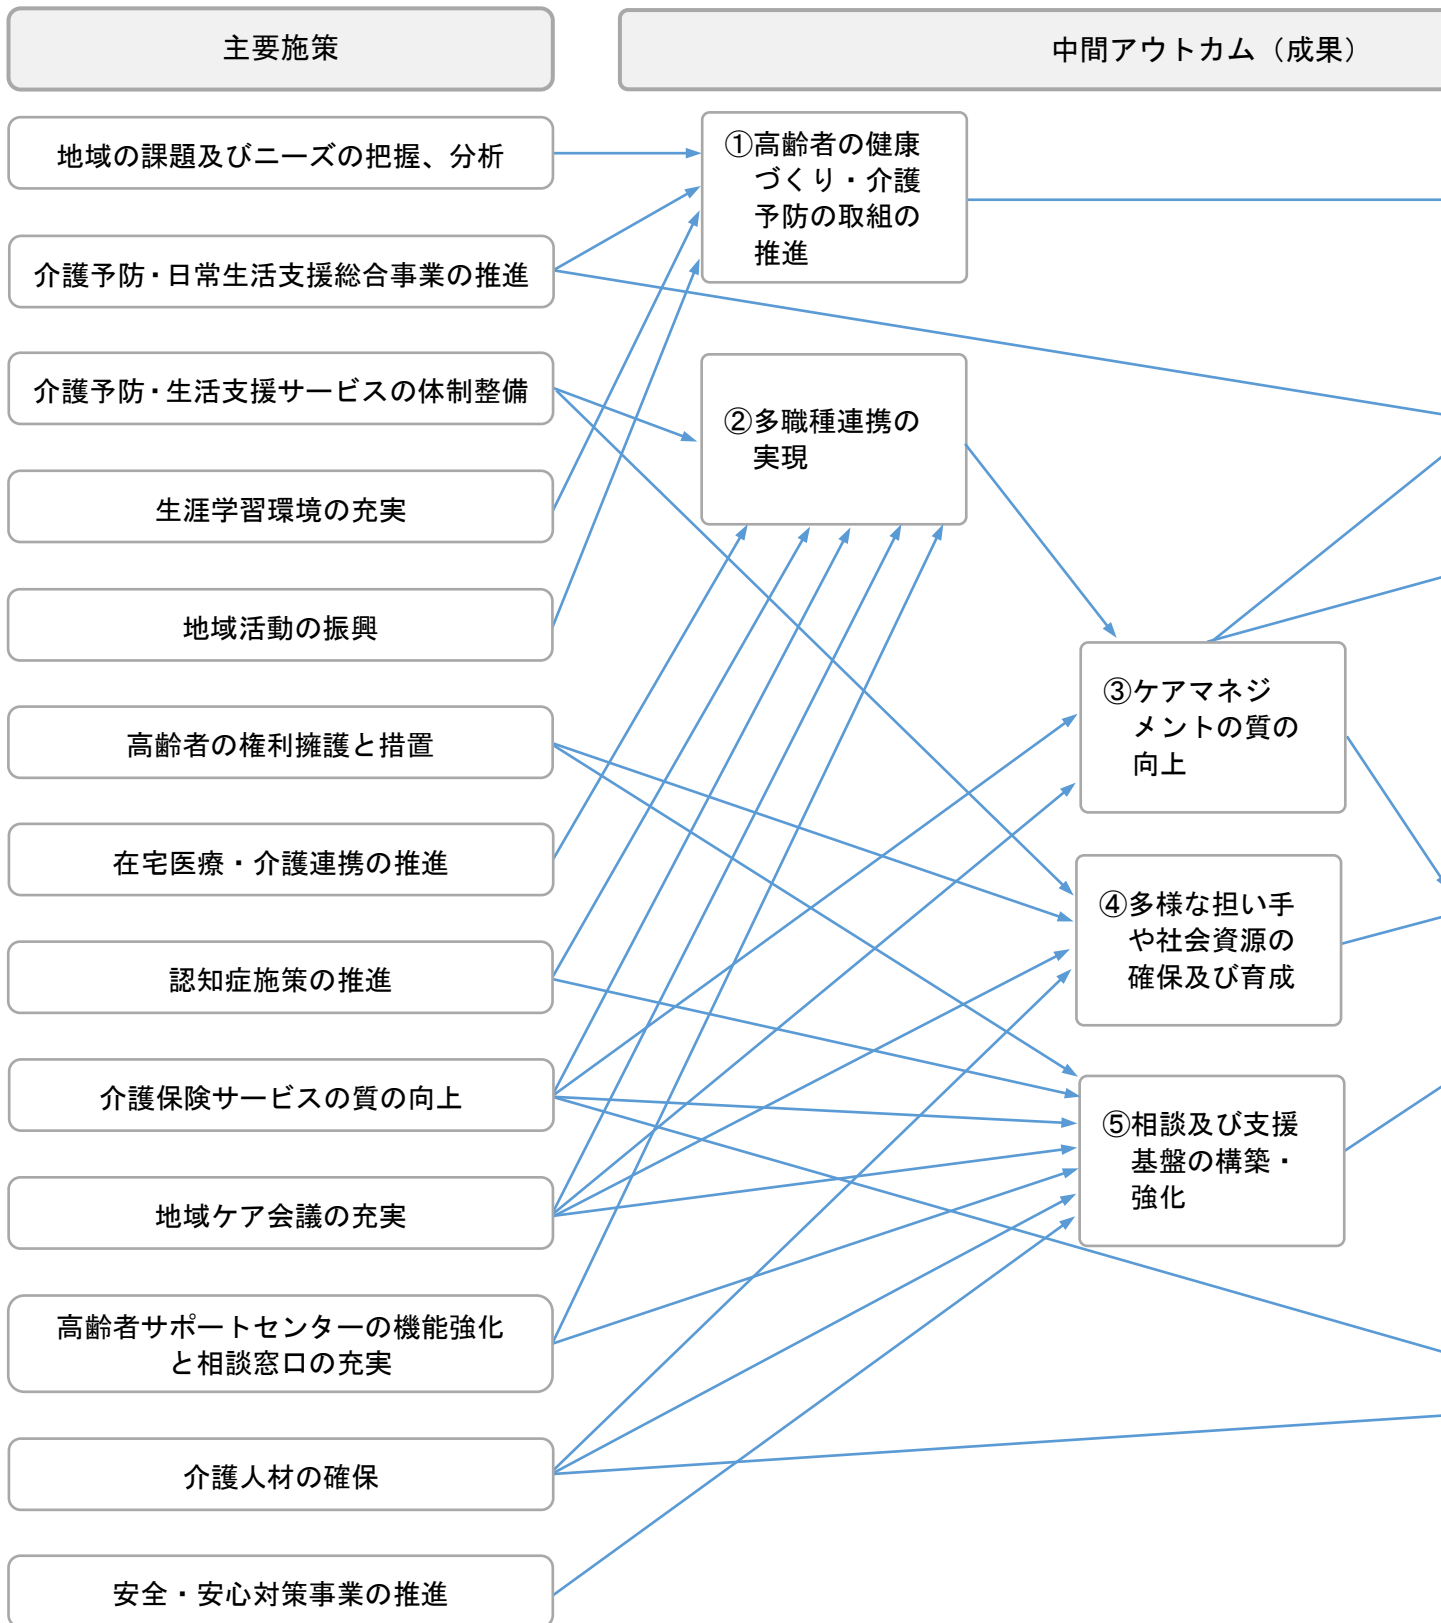 主要施策
中間アウトカム（成果）
地域の課題及びニーズの把握、分析
介護予防・日常生活支援総合事業の推進
介護予防・生活支援サービスの体制整備
生涯学習環境の充実
地域活動の振興
高齢者の権利擁護と措置
在宅医療・介護連携の推進
認知症施策の推進
介護保険サービスの質の向上
地域ケア会議の充実
高齢者サポートセンターの機能強化
と相談窓口の充実
介護人材の確保
安全・安心対策事業の推進
①高齢者の健康
づくり・介護
予防の取組の
推進
②多職種連携の
実現
③ケアマネジ
メントの質の
向上
④多様な担い手
や社会資源の
確保及び育成
⑤相談及び支援
基盤の構築・
強化